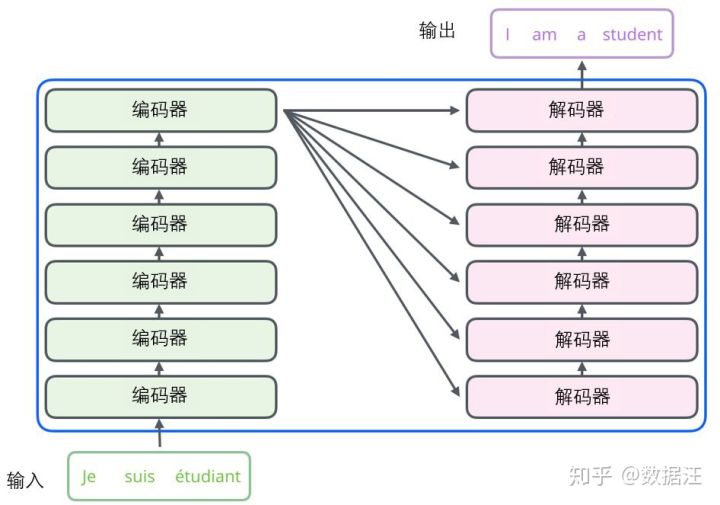 输出
I am a student
编码器
编码器
编码器
编码器
编码器
编码器
解码器
解码器
解码器
解码器
解码器
解码器
输入
Je suis étudiant
知乎 @数据汪